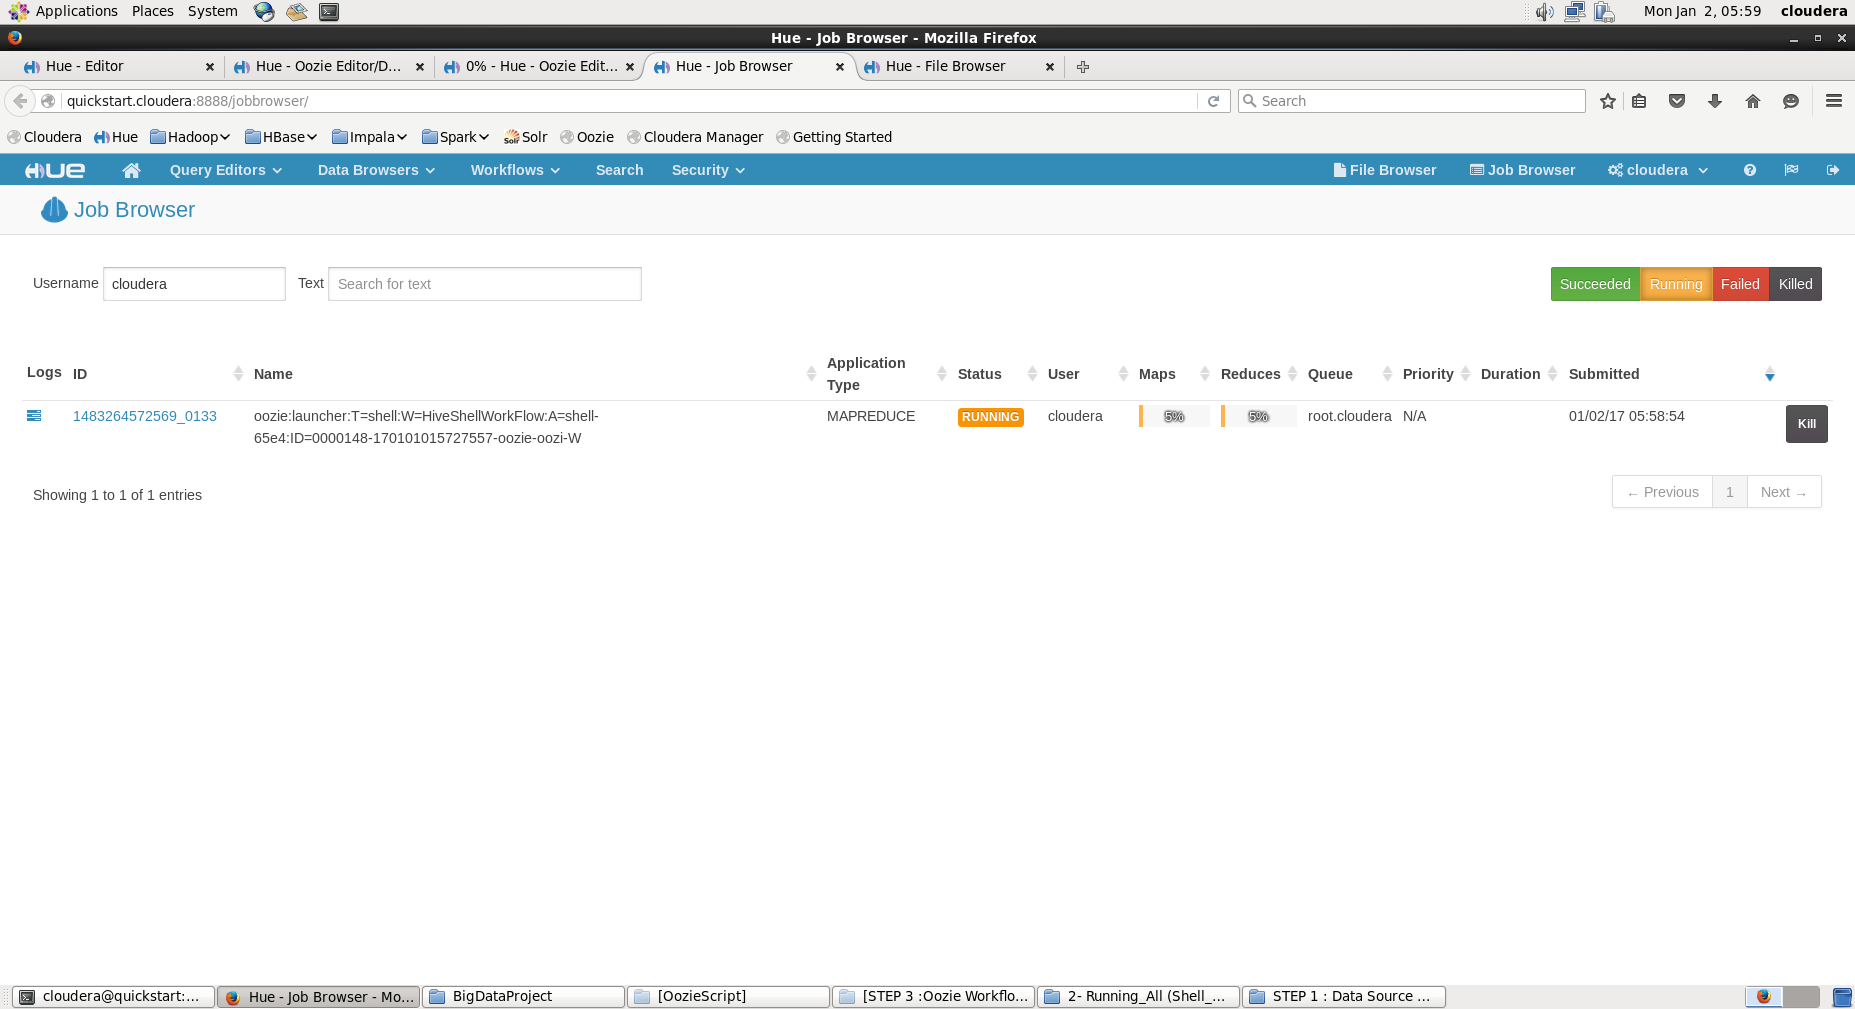 Applications Places System Mon Jan 2, 05:59 cloudera
Hue - Job Browser - Mozilla Firefox
Hue - Editor Hue - Oozie Editor/D... 0% - Hue - Oozie Edit... Hue - Job Browser Hue - File Browser
quickstart.cloudera:8888/jobbrowser/ Search
Cloudera Hue Hadoop HBase Impala Spark Solr Oozie Cloudera Manager Getting Started
HUE Query Editors Data Browsers Workflows Search Security File Browser Job Browser cloudera
Job Browser
Username cloudera Text Search for text Succeeded Running Failed Killed
Logs ID Name Application Type Status User Maps Reduces Queue Priority Duration Submitted
1483264572569_0133 oozie:launcher:T=shell:W=HiveShellWorkFlow:A=shell- MAPREDUCE RUNNING cloudera 5% 5% root.cloudera N/A 01/02/17 05:58:54 Kill
65e4:ID=0000148-170101015727557-oozie-oozi-W
Showing 1 to 1 of 1 entries ← Previous 1 Next →
cloudera@quickstart:... Hue - Job Browser - Mo... BigDataProject [OozieScript] [STEP 3 :Oozie Workflo... 2- Running_All (Shell_... STEP 1 : Data Source ...